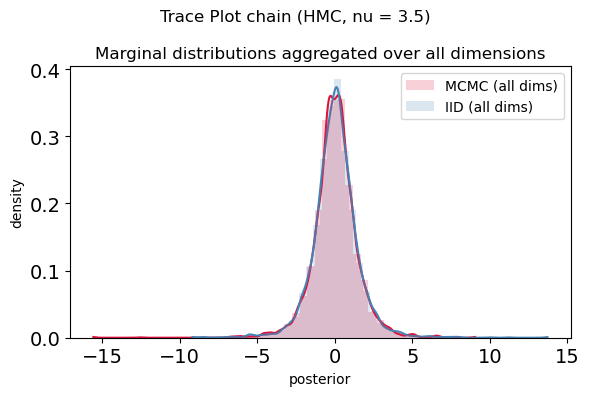 Trace Plot chain (HMC, nu = 3.5)
Marginal distributions aggregated over all dimensions
MCMC (all dims)
IID (all dims)
density
0.4
0.3
0.2
0.1
0.0
−15
−10
−5
0
5
10
15
posterior